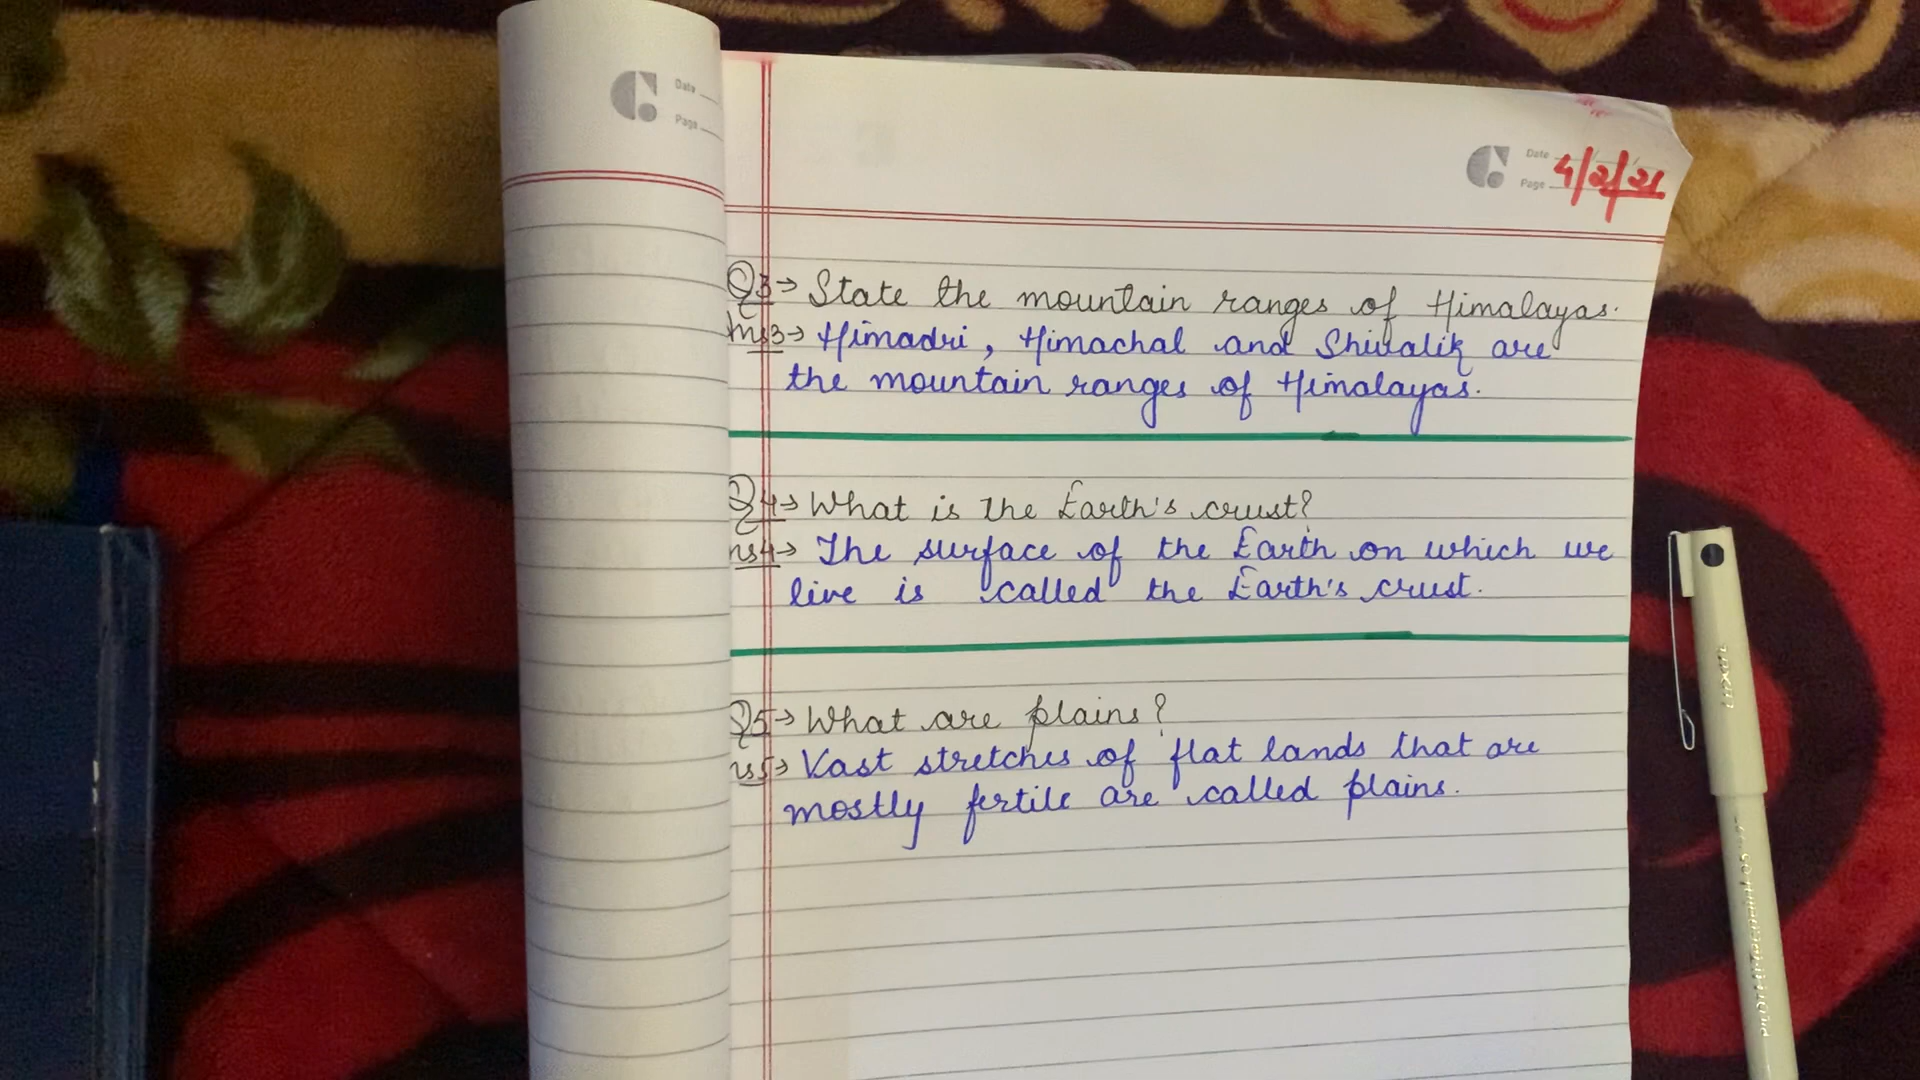 Date
Page
Date 4/2/21
Page
Q3→ State the mountain ranges of Himalayas.
Ans3→ Himadri, Himachal and Shivalik are
the mountain ranges of Himalayas.
Q4→ What is the Earth's crust?
ns4→ The surface of the Earth on which we
live is called the Earth's crust.
Q5→ What are plains?
ns5→ Vast stretches of flat lands that are
mostly fertile are called plains.
luxor